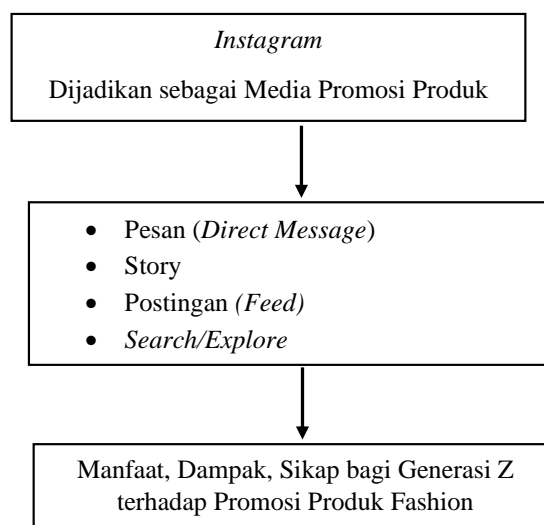 Instagram
Dijadikan sebagai Media Promosi Produk
• Pesan (Direct Message)
• Story
• Postingan (Feed)
• Search/Explore
Manfaat, Dampak, Sikap bagi Generasi Z
terhadap Promosi Produk Fashion